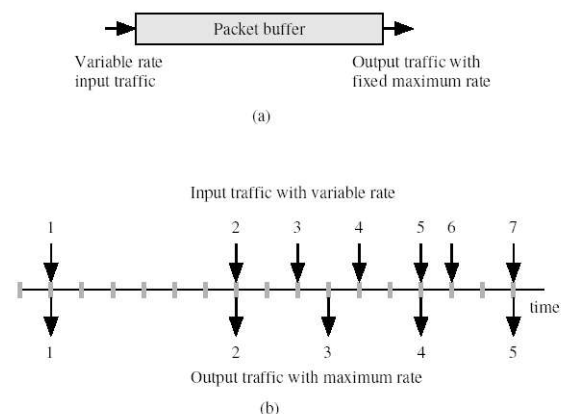 Packet buffer
Variable rate
input traffic
Output traffic with
fixed maximum rate
(a)
Input traffic with variable rate
1 2 3 4 5 6 7
time
1 2 3 4 5
Output traffic with maximum rate
(b)